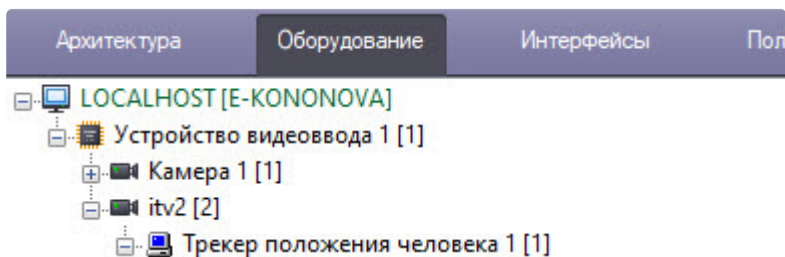 Архитектура Оборудование Интерфейсы Пол
LOCALHOST [E-KONONOVA]
Устройство видеоввода 1 [1]
Камера 1 [1]
itv2 [2]
Трекер положения человека 1 [1]